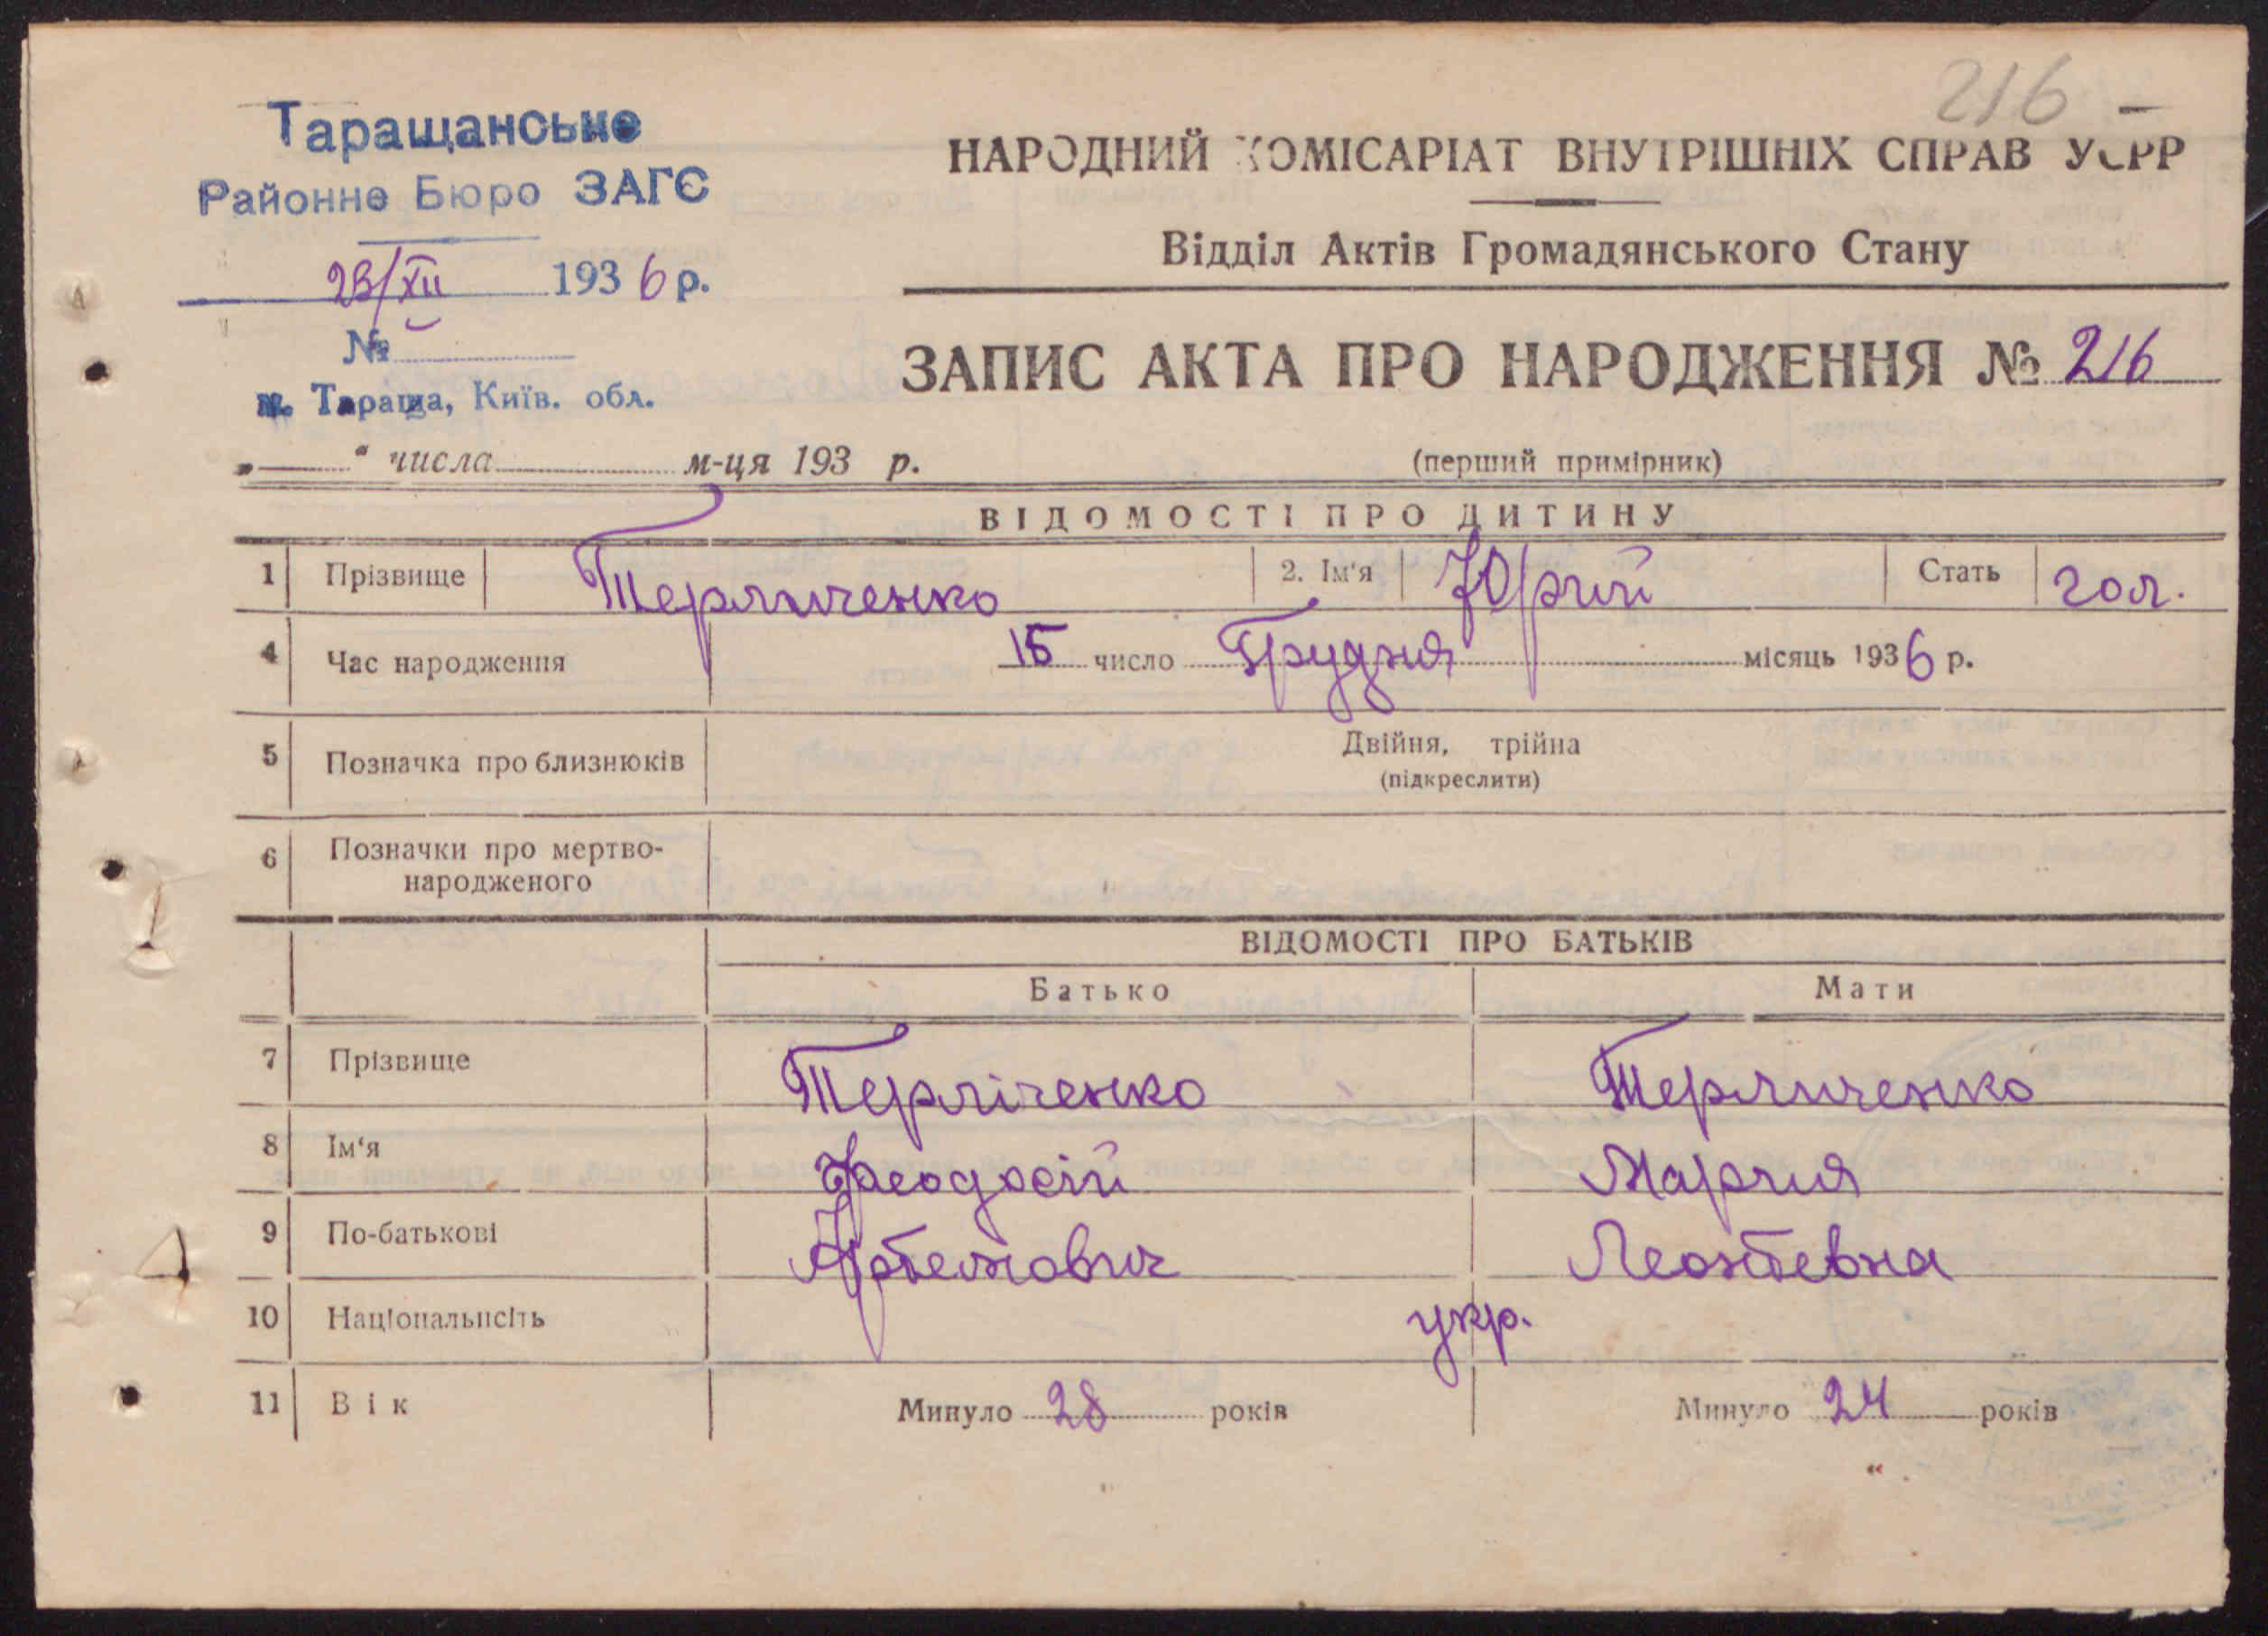 216
Таращанське
Районне Бюро ЗАГС
23/XII 1936 р.
№
м. Тараща, Київ. обл.
НАРОДНИЙ КОМІСАРІАТ ВНУТРІШНІХ СПРАВ УСРР
Відділ Актів Громадянського Стану
ЗАПИС АКТА ПРО НАРОДЖЕННЯ № 216
„ “ числа м-ця 193 р.
(перший примірник)
ВІДОМОСТІ ПРО ДИТИНУ
1 Прізвище Терличенко 2. Ім'я Юрий Стать чол.
4 Час народження 15 число Грудня місяць 1936 р.
5 Позначка про близнюків Двійня, трійна
(підкреслити)
6 Позначки про мертво-
народженого
ВІДОМОСТІ ПРО БАТЬКІВ
Батько Мати
7 Прізвище Терліченко Терличенко
8 Ім'я Феодосій Мария
9 По-батькові Артемович Леонтевна
10 Національність укр.
11 Вік Минуло 28 років Минуло 24 років